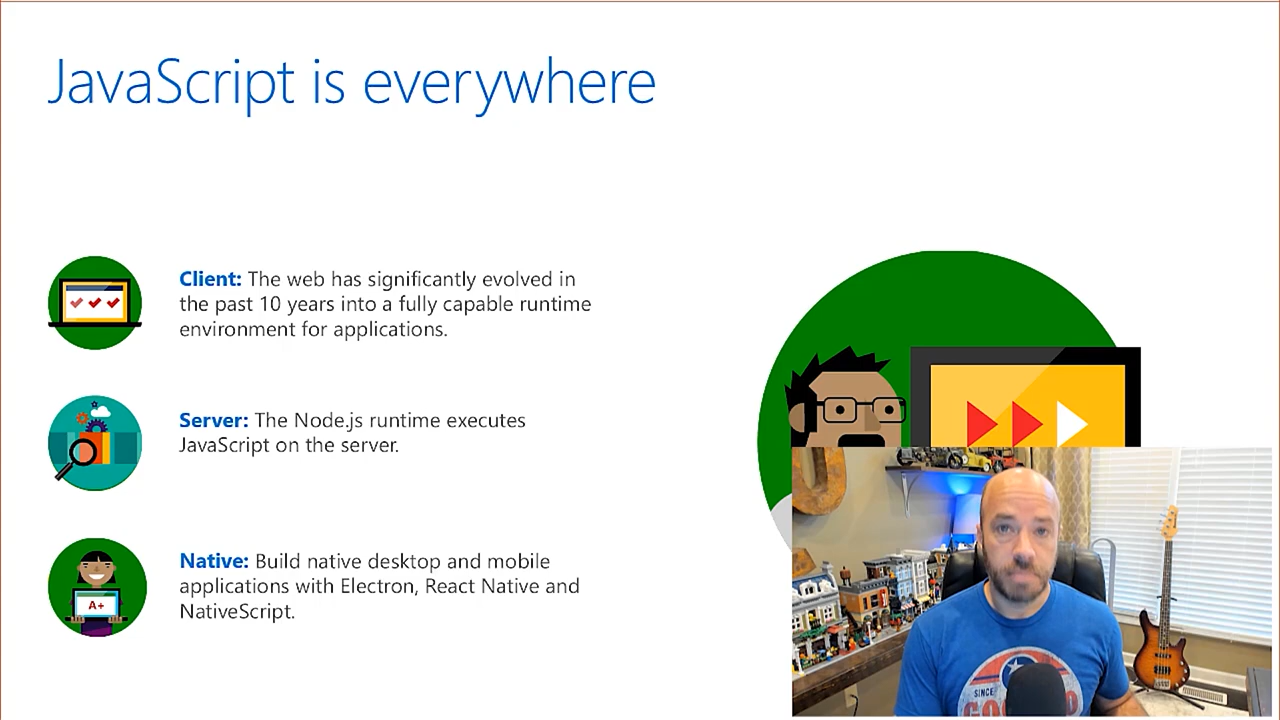 JavaScript is everywhere
Client: The web has significantly evolved in
the past 10 years into a fully capable runtime
environment for applications.
Server: The Node.js runtime executes
JavaScript on the server.
Native: Build native desktop and mobile
applications with Electron, React Native and
NativeScript.
A+
SINCE